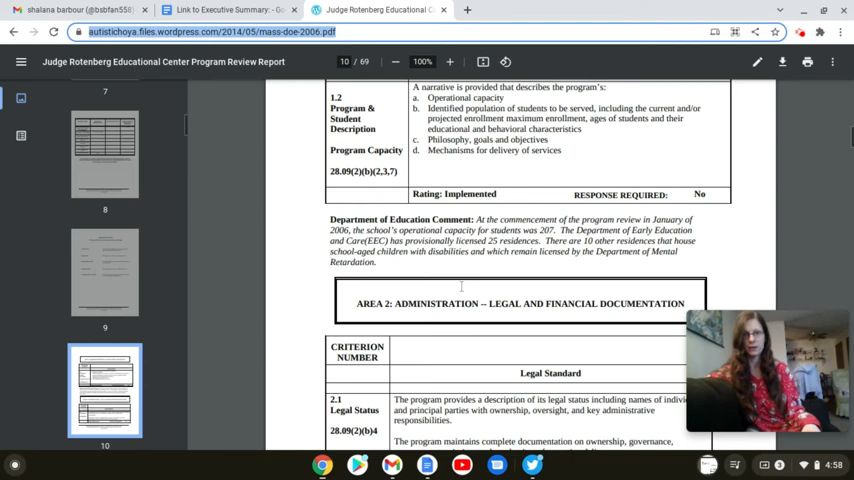 shalana barbour (@bsbfan558)
Link to Executive Summary: - Go
Judge Rotenberg Educational C
autistichoya.files.wordpress.com/2014/05/mass-doe-2006.pdf
Judge Rotenberg Educational Center Program Review Report
10 / 69
100%
7
8
9
10
1.2
Program &
Student
Description
Program Capacity
28.09(2)(b)(2,3,7)
A narrative is provided that describes the program's:
a. Operational capacity
b. Identified population of students to be served, including the current and/or
projected enrollment maximum enrollment, ages of students and their
educational and behavioral characteristics
c. Philosophy, goals and objectives
d. Mechanisms for delivery of services
Rating: Implemented RESPONSE REQUIRED: No
Department of Education Comment: At the commencement of the program review in January of
2006, the school's operational capacity for students was 207. The Department of Early Education
and Care(EEC) has provisionally licensed 25 residences. There are 10 other residences that house
school-aged children with disabilities and which remain licensed by the Department of Mental
Retardation.
AREA 2: ADMINISTRATION -- LEGAL AND FINANCIAL DOCUMENTATION
CRITERION
NUMBER
Legal Standard
2.1
Legal Status
28.09(2)(b)4
The program provides a description of its legal status including names of individ
and principal parties with ownership, oversight, and key administrative
responsibilities.
The program maintains complete documentation on ownership, governance,
3
4:58